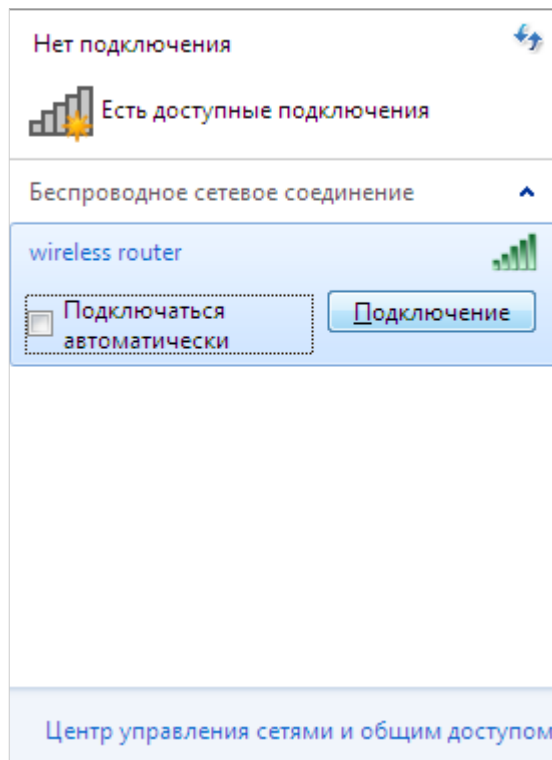 Нет подключения
Есть доступные подключения
Беспроводное сетевое соединение
wireless router
Подключаться
автоматически
Подключение
Центр управления сетями и общим доступом